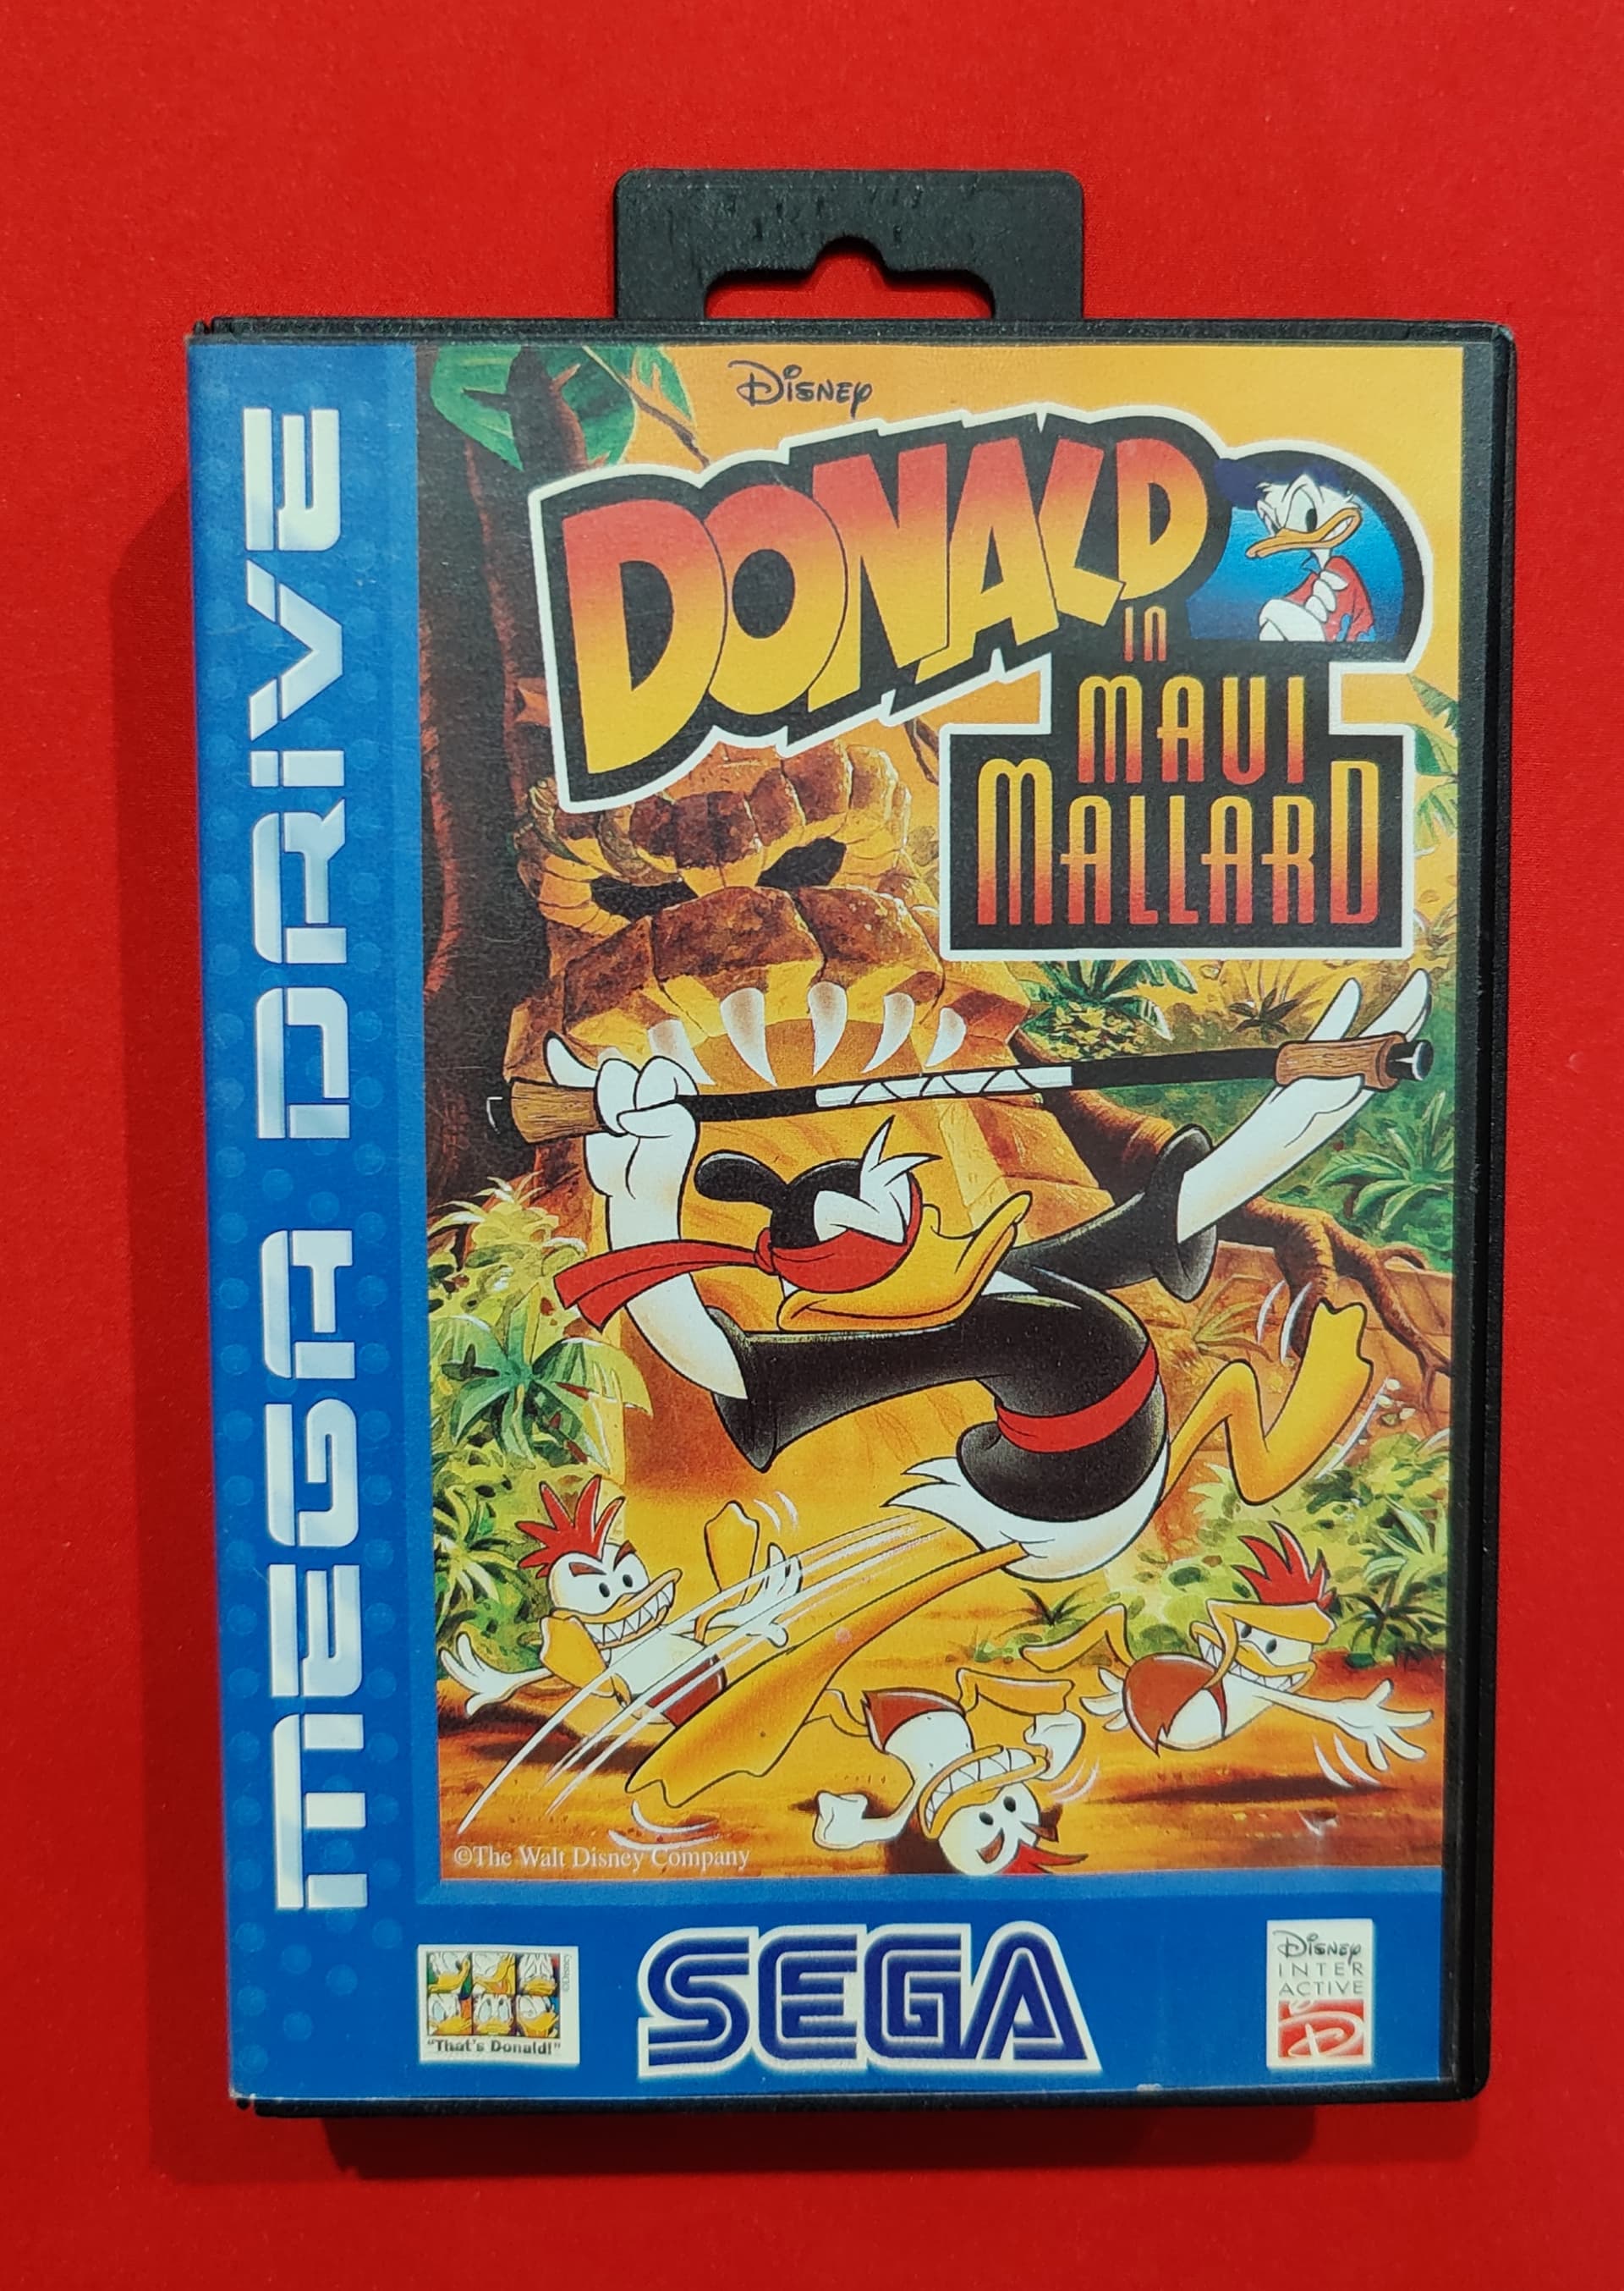 MEGA DRIVE
Disney
DONALD
IN
MAUI
MALLARD
©The Walt Disney Company
"That's Donald!"
SEGA
Disney
INTER
ACTIVE
D